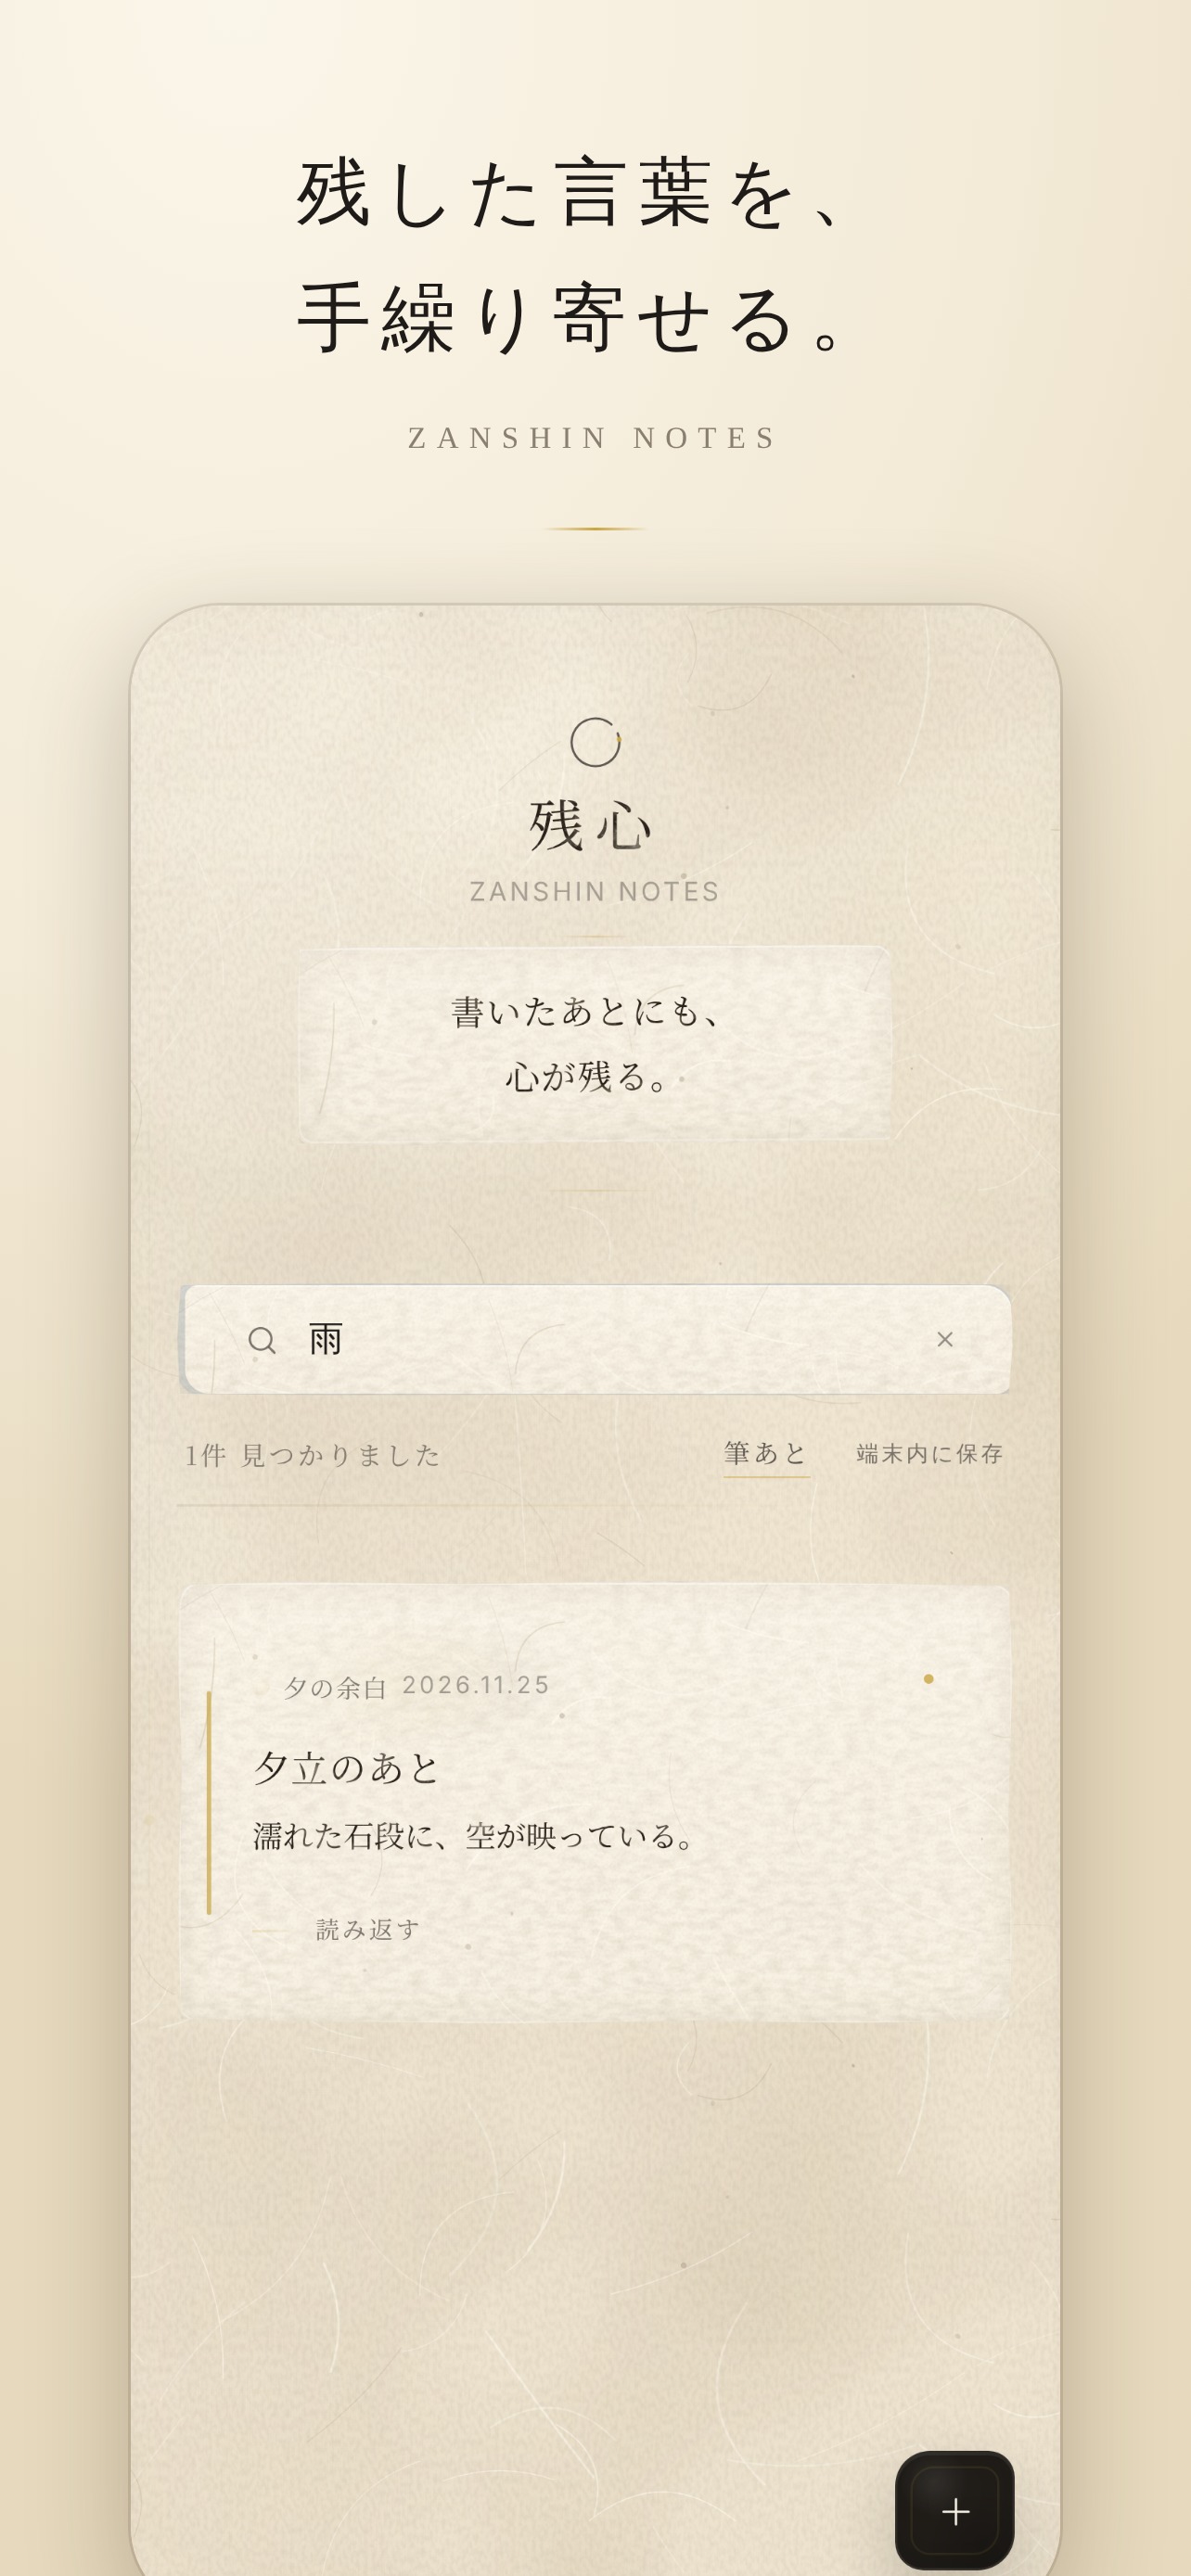 残した言葉を、
手繰り寄せる。
ZANSHIN NOTES
残心
ZANSHIN NOTES
書いたあとにも、
心が残る。
雨
1件 見つかりました
筆あと
端末内に保存
夕の余白 2026.11.25
夕立のあと
濡れた石段に、空が映っている。
読み返す